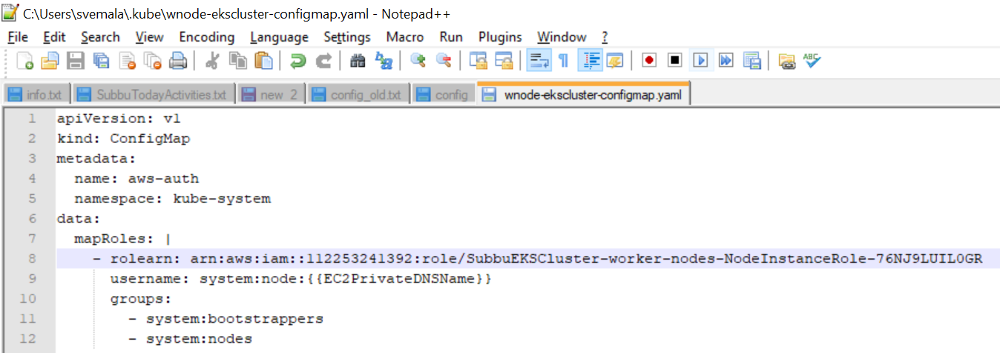 C:\Users\svemala\.kube\wnode-ekscluster-configmap.yaml - Notepad++
File Edit Search View Encoding Language Settings Macro Run Plugins Window ?
info.txt SubbuTodayActivities.txt new 2 config_old.txt config wnode-ekscluster-configmap.yaml
1 apiVersion: v1
2 kind: ConfigMap
3 metadata:
4   name: aws-auth
5   namespace: kube-system
6 data:
7   mapRoles: |
8     - rolearn: arn:aws:iam::112253241392:role/SubbuEKSCluster-worker-nodes-NodeInstanceRole-76NJ9LUIL0GR
9       username: system:node:{{EC2PrivateDNSName}}
10       groups:
11         - system:bootstrappers
12         - system:nodes